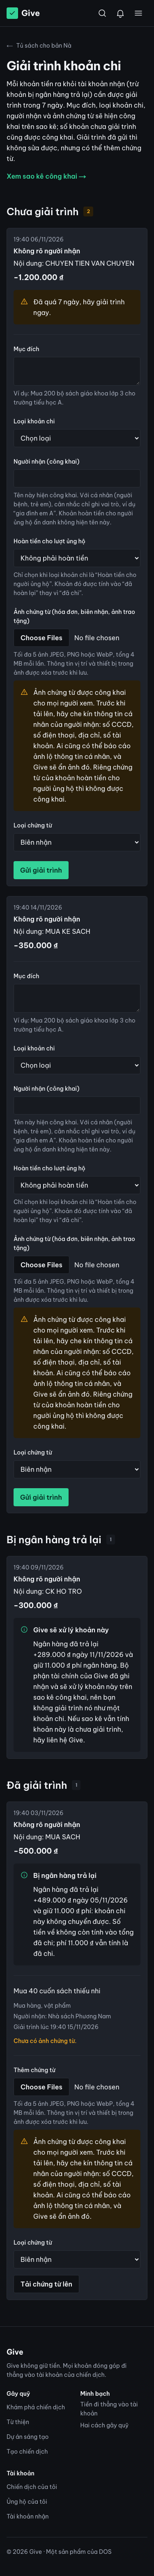 Give
← Tủ sách cho bản Nà
Giải trình khoản chi
Mỗi khoản tiền ra khỏi tài khoản nhận (trừ
khoản bị ngân hàng trả lại) cần được giải
trình trong 7 ngày. Mục đích, loại khoản chi,
người nhận và ảnh chứng từ sẽ hiện công
khai trên sao kê; số khoản chưa giải trình
cũng được công khai. Giải trình đã gửi thì
không sửa được, nhưng có thể thêm chứng
từ.
Xem sao kê công khai →
Chưa giải trình 2
19:40 06/11/2026
Không rõ người nhận
Nội dung: CHUYEN TIEN VAN CHUYEN
−1.200.000 ₫
Đã quá 7 ngày, hãy giải trình
ngay.
Mục đích
Ví dụ: Mua 200 bộ sách giáo khoa lớp 3 cho
trường tiểu học A.
Loại khoản chi
Chọn loại
Người nhận (công khai)
Tên này hiện công khai. Với cá nhân (người
bệnh, trẻ em), cân nhắc chỉ ghi vai trò, ví dụ
“gia đình em A”. Khoản hoàn tiền cho người
ủng hộ ẩn danh không hiện tên này.
Hoàn tiền cho lượt ủng hộ
Không phải hoàn tiền
Chỉ chọn khi loại khoản chi là “Hoàn tiền cho
người ủng hộ”. Khoản đó được tính vào “đã
hoàn lại” thay vì “đã chi”.
Ảnh chứng từ (hóa đơn, biên nhận, ảnh trao
tặng)
Choose Files No file chosen
Tối đa 5 ảnh JPEG, PNG hoặc WebP, tổng 4
MB mỗi lần. Thông tin vị trí và thiết bị trong
ảnh được xóa trước khi lưu.
Ảnh chứng từ được công khai
cho mọi người xem. Trước khi
tải lên, hãy che kín thông tin cá
nhân của người nhận: số CCCD,
số điện thoại, địa chỉ, số tài
khoản. Ai cũng có thể báo cáo
ảnh lộ thông tin cá nhân, và
Give sẽ ẩn ảnh đó. Riêng chứng
từ của khoản hoàn tiền cho
người ủng hộ thì không được
công khai.
Loại chứng từ
Biên nhận
Gửi giải trình
19:40 14/11/2026
Không rõ người nhận
Nội dung: MUA KE SACH
−350.000 ₫
Mục đích
Ví dụ: Mua 200 bộ sách giáo khoa lớp 3 cho
trường tiểu học A.
Loại khoản chi
Chọn loại
Người nhận (công khai)
Tên này hiện công khai. Với cá nhân (người
bệnh, trẻ em), cân nhắc chỉ ghi vai trò, ví dụ
“gia đình em A”. Khoản hoàn tiền cho người
ủng hộ ẩn danh không hiện tên này.
Hoàn tiền cho lượt ủng hộ
Không phải hoàn tiền
Chỉ chọn khi loại khoản chi là “Hoàn tiền cho
người ủng hộ”. Khoản đó được tính vào “đã
hoàn lại” thay vì “đã chi”.
Ảnh chứng từ (hóa đơn, biên nhận, ảnh trao
tặng)
Choose Files No file chosen
Tối đa 5 ảnh JPEG, PNG hoặc WebP, tổng 4
MB mỗi lần. Thông tin vị trí và thiết bị trong
ảnh được xóa trước khi lưu.
Ảnh chứng từ được công khai
cho mọi người xem. Trước khi
tải lên, hãy che kín thông tin cá
nhân của người nhận: số CCCD,
số điện thoại, địa chỉ, số tài
khoản. Ai cũng có thể báo cáo
ảnh lộ thông tin cá nhân, và
Give sẽ ẩn ảnh đó. Riêng chứng
từ của khoản hoàn tiền cho
người ủng hộ thì không được
công khai.
Loại chứng từ
Biên nhận
Gửi giải trình
Bị ngân hàng trả lại 1
19:40 09/11/2026
Không rõ người nhận
Nội dung: CK HO TRO
−300.000 ₫
Give sẽ xử lý khoản này
Ngân hàng đã trả lại
+289.000 ₫ ngày 11/11/2026 và
giữ 11.000 ₫ phí ngân hàng. Bộ
phận tài chính của Give đã ghi
nhận và sẽ xử lý khoản này trên
sao kê công khai, nên bạn
không giải trình nó như một
khoản chi. Nếu sao kê vẫn tính
khoản này là chưa giải trình,
hãy liên hệ Give.
Đã giải trình 1
19:40 03/11/2026
Không rõ người nhận
Nội dung: MUA SACH
−500.000 ₫
Bị ngân hàng trả lại
Ngân hàng đã trả lại
+489.000 ₫ ngày 05/11/2026
và giữ 11.000 ₫ phí: khoản chi
này không chuyển được. Số
tiền về không còn tính vào tổng
đã chi; phí 11.000 ₫ vẫn tính là
đã chi.
Mua 40 cuốn sách thiếu nhi
Mua hàng, vật phẩm
Người nhận: Nhà sách Phương Nam
Giải trình lúc 19:40 15/11/2026
Chưa có ảnh chứng từ.
Thêm chứng từ
Choose Files No file chosen
Tối đa 5 ảnh JPEG, PNG hoặc WebP, tổng 4
MB mỗi lần. Thông tin vị trí và thiết bị trong
ảnh được xóa trước khi lưu.
Ảnh chứng từ được công khai
cho mọi người xem. Trước khi
tải lên, hãy che kín thông tin cá
nhân của người nhận: số CCCD,
số điện thoại, địa chỉ, số tài
khoản. Ai cũng có thể báo cáo
ảnh lộ thông tin cá nhân, và
Give sẽ ẩn ảnh đó.
Loại chứng từ
Biên nhận
Tải chứng từ lên
Give
Give không giữ tiền. Mọi khoản đóng góp đi
thẳng vào tài khoản của chiến dịch.
Gây quỹ
Khám phá chiến dịch
Từ thiện
Dự án sáng tạo
Tạo chiến dịch
Minh bạch
Tiền đi thẳng vào tài
khoản
Hai cách gây quỹ
Tài khoản
Chiến dịch của tôi
Ủng hộ của tôi
Tài khoản nhận
© 2026 Give · Một sản phẩm của DOS